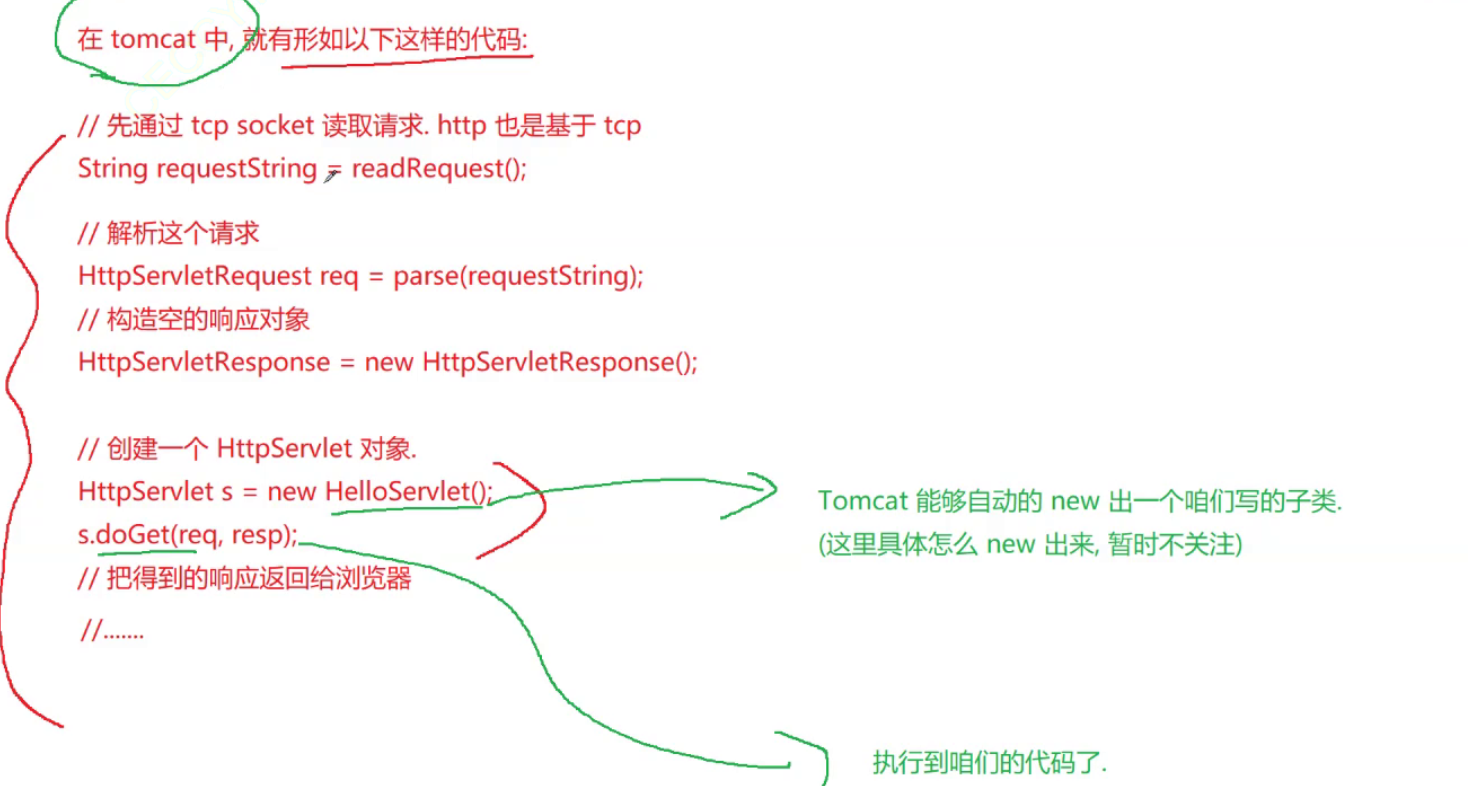 在 tomcat 中, 就有形如以下这样的代码:
// 先通过 tcp socket 读取请求. http 也是基于 tcp
String requestString = readRequest();
// 解析这个请求
HttpServletRequest req = parse(requestString);
// 构造空的响应对象
HttpServletResponse = new HttpServletResponse();
// 创建一个 HttpServlet 对象.
HttpServlet s = new HelloServlet();
s.doGet(req, resp);
// 把得到的响应返回给浏览器
//.......
Tomcat 能够自动的 new 出一个咱们写的子类.
(这里具体怎么 new 出来, 暂时不关注)
执行到咱们的代码了.